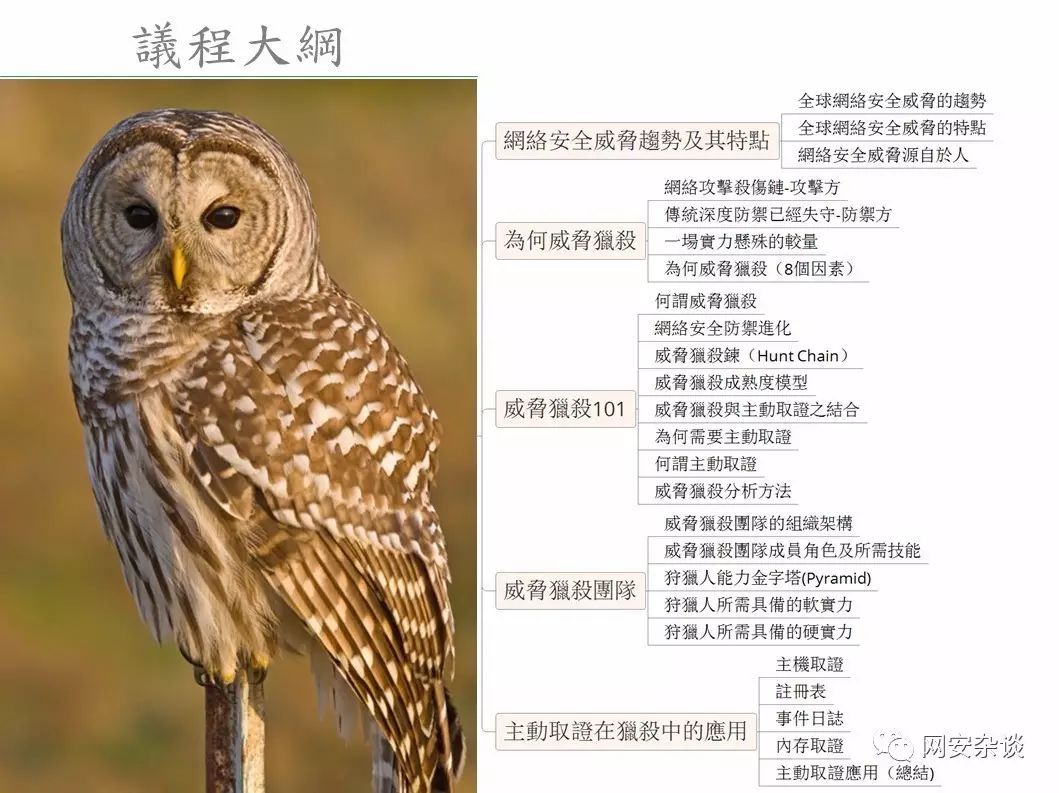 議程大綱
網絡安全威脅趨勢及其特點
全球網絡安全威脅的趨勢
全球網絡安全威脅的特點
網絡安全威脅源自於人
為何威脅獵殺
網絡攻擊殺傷鏈-攻擊方
傳統深度防禦已經失守-防禦方
一場實力懸殊的較量
為何威脅獵殺（8個因素）
威脅獵殺101
何謂威脅獵殺
網絡安全防禦進化
威脅獵殺鍊（Hunt Chain）
威脅獵殺成熟度模型
威脅獵殺與主動取證之結合
為何需要主動取證
何謂主動取證
威脅獵殺分析方法
威脅獵殺團隊
威脅獵殺團隊的組織架構
威脅獵殺團隊成員角色及所需技能
狩獵人能力金字塔(Pyramid)
狩獵人所需具備的軟實力
狩獵人所需具備的硬實力
主動取證在獵殺中的應用
主機取證
註冊表
事件日誌
內存取證
主動取證應用（總結)
网安杂谈